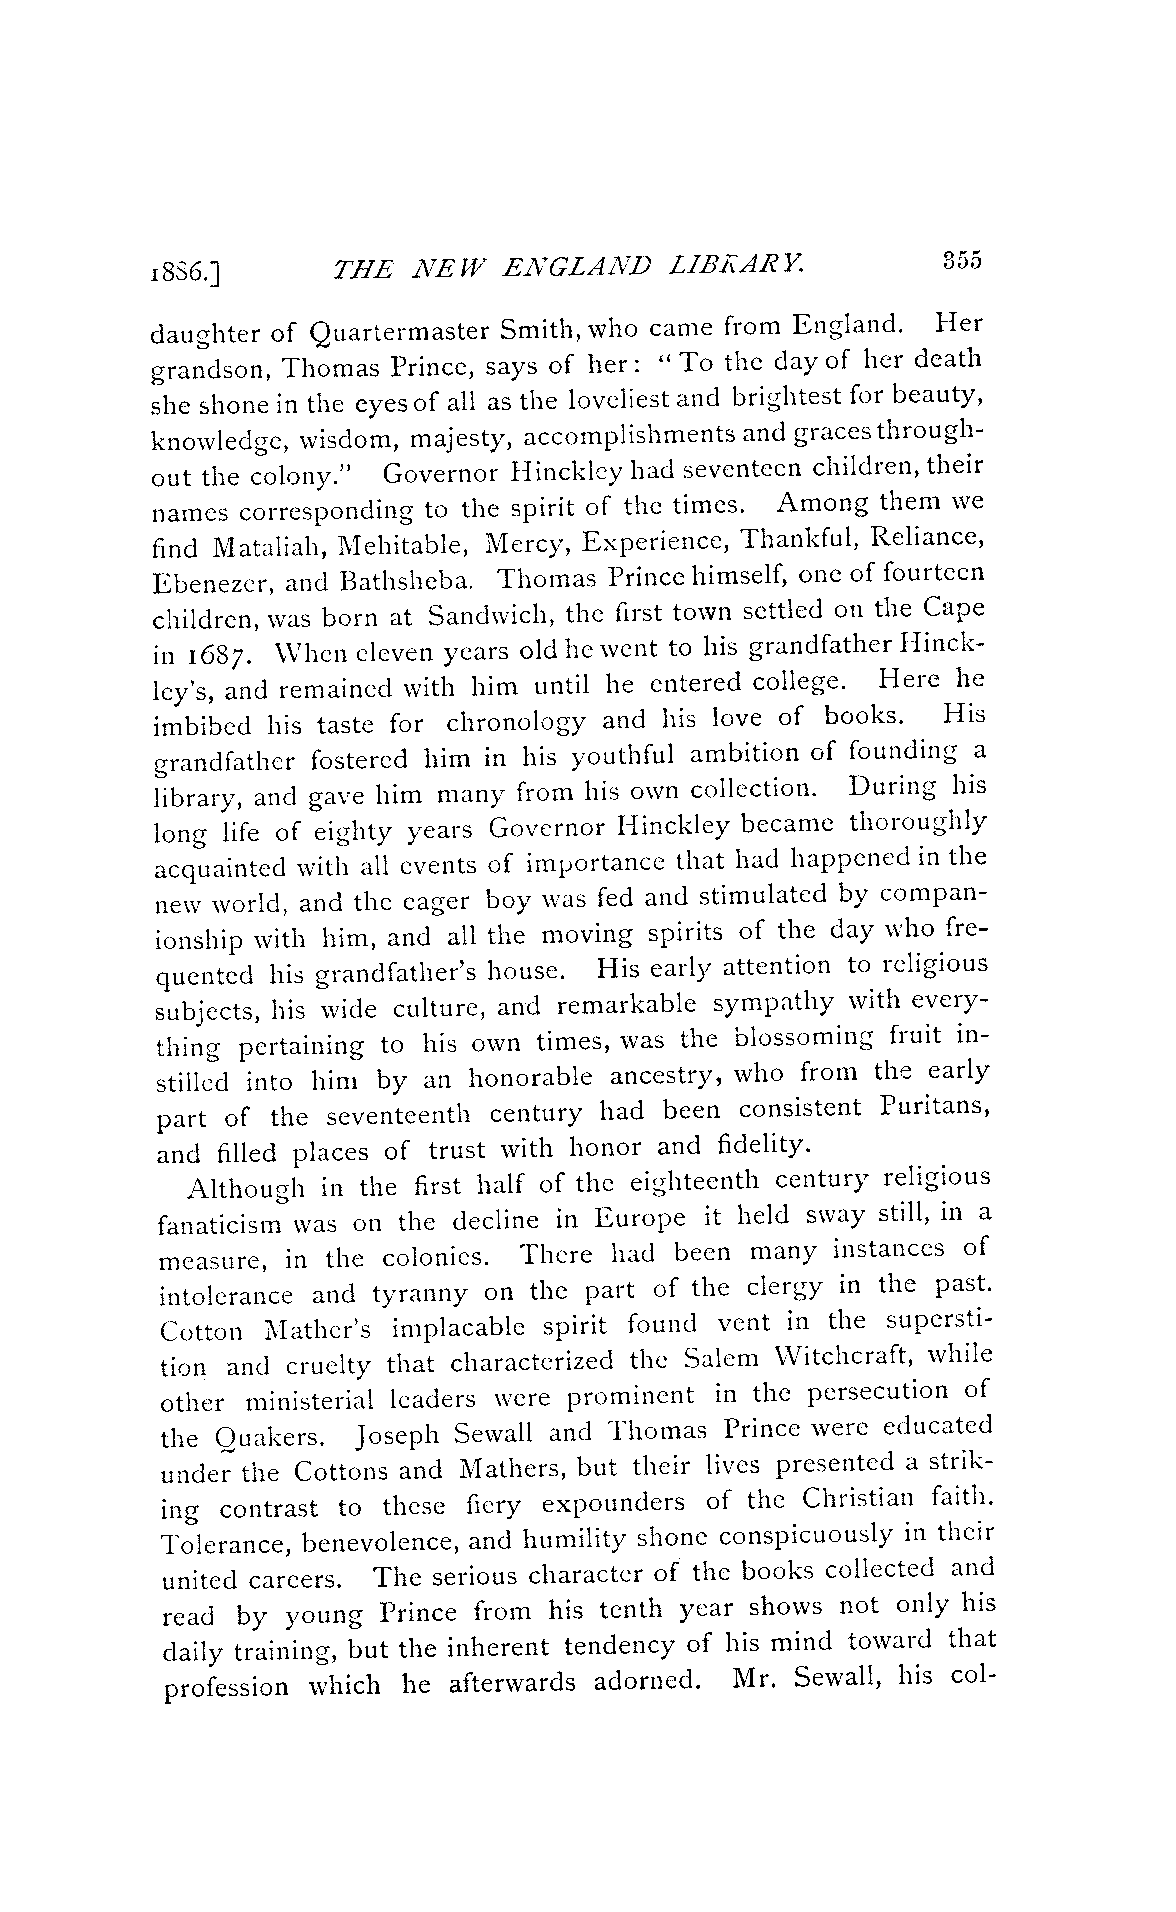 1886.] THE NEW ENGLAND LIBRARY. 355
daughter of Quartermaster Smith, who came from England. Her
grandson, Thomas Prince, says of her: "To the day of her death
she shone in the eyes of all as the loveliest and brightest for beauty,
knowledge, wisdom, majesty, accomplishments and graces through-
out the colony." Governor Hinckley had seventeen children, their
names corresponding to the spirit of the times. Among them we
find Mataliah, Mehitable, Mercy, Experience, Thankful, Reliance,
Ebenezer, and Bathsheba. Thomas Prince himself, one of fourteen
children, was born at Sandwich, the first town settled on the Cape
in 1687. When eleven years old he went to his grandfather Hinck-
ley's, and remained with him until he entered college. Here he
imbibed his taste for chronology and his love of books. His
grandfather fostered him in his youthful ambition of founding a
library, and gave him many from his own collection. During his
long life of eighty years Governor Hinckley became thoroughly
acquainted with all events of importance that had happened in the
new world, and the eager boy was fed and stimulated by compan-
ionship with him, and all the moving spirits of the day who fre-
quented his grandfather's house. His early attention to religious
subjects, his wide culture, and remarkable sympathy with every-
thing pertaining to his own times, was the blossoming fruit in-
stilled into him by an honorable ancestry, who from the early
part of the seventeenth century had been consistent Puritans,
and filled places of trust with honor and fidelity.
Although in the first half of the eighteenth century religious
fanaticism was on the decline in Europe it held sway still, in a
measure, in the colonies. There had been many instances of
intolerance and tyranny on the part of the clergy in the past.
Cotton Mather's implacable spirit found vent in the supersti-
tion and cruelty that characterized the Salem Witchcraft, while
other ministerial leaders were prominent in the persecution of
the Quakers. Joseph Sewall and Thomas Prince were educated
under the Cottons and Mathers, but their lives presented a strik-
ing contrast to these fiery expounders of the Christian faith.
Tolerance, benevolence, and humility shone conspicuously in their
united careers. The serious character of the books collected and
read by young Prince from his tenth year shows not only his
daily training, but the inherent tendency of his mind toward that
profession which he afterwards adorned. Mr. Sewall, his col-